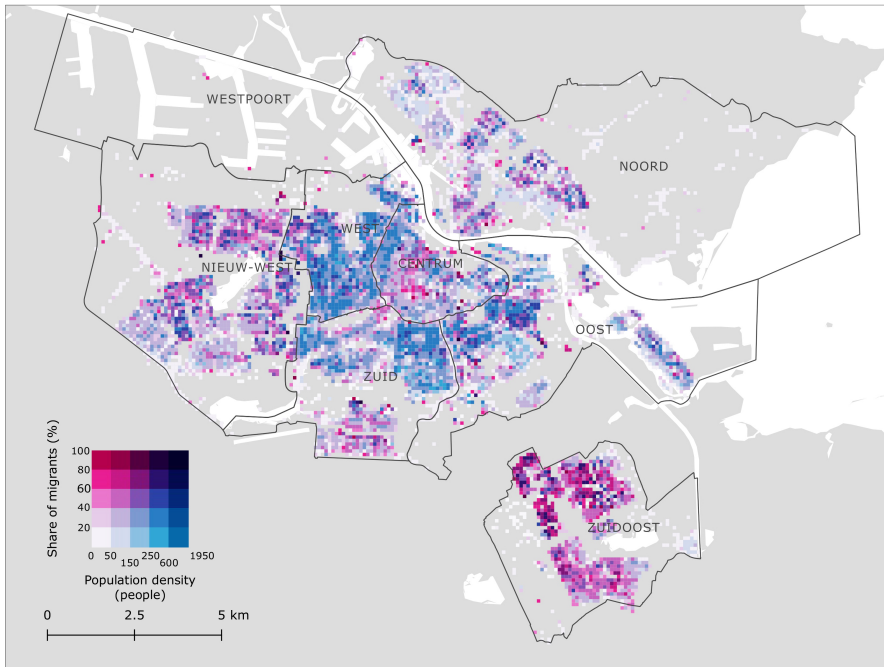 WESTPOORT
NOORD
WEST
CENTRUM
NIEUW-WEST
OOST
ZUID
ZUIDOOST
Share of migrants (%)
100
80
60
40
20
0 50 250 1950
150 600
Population density
(people)
0 2.5 5 km